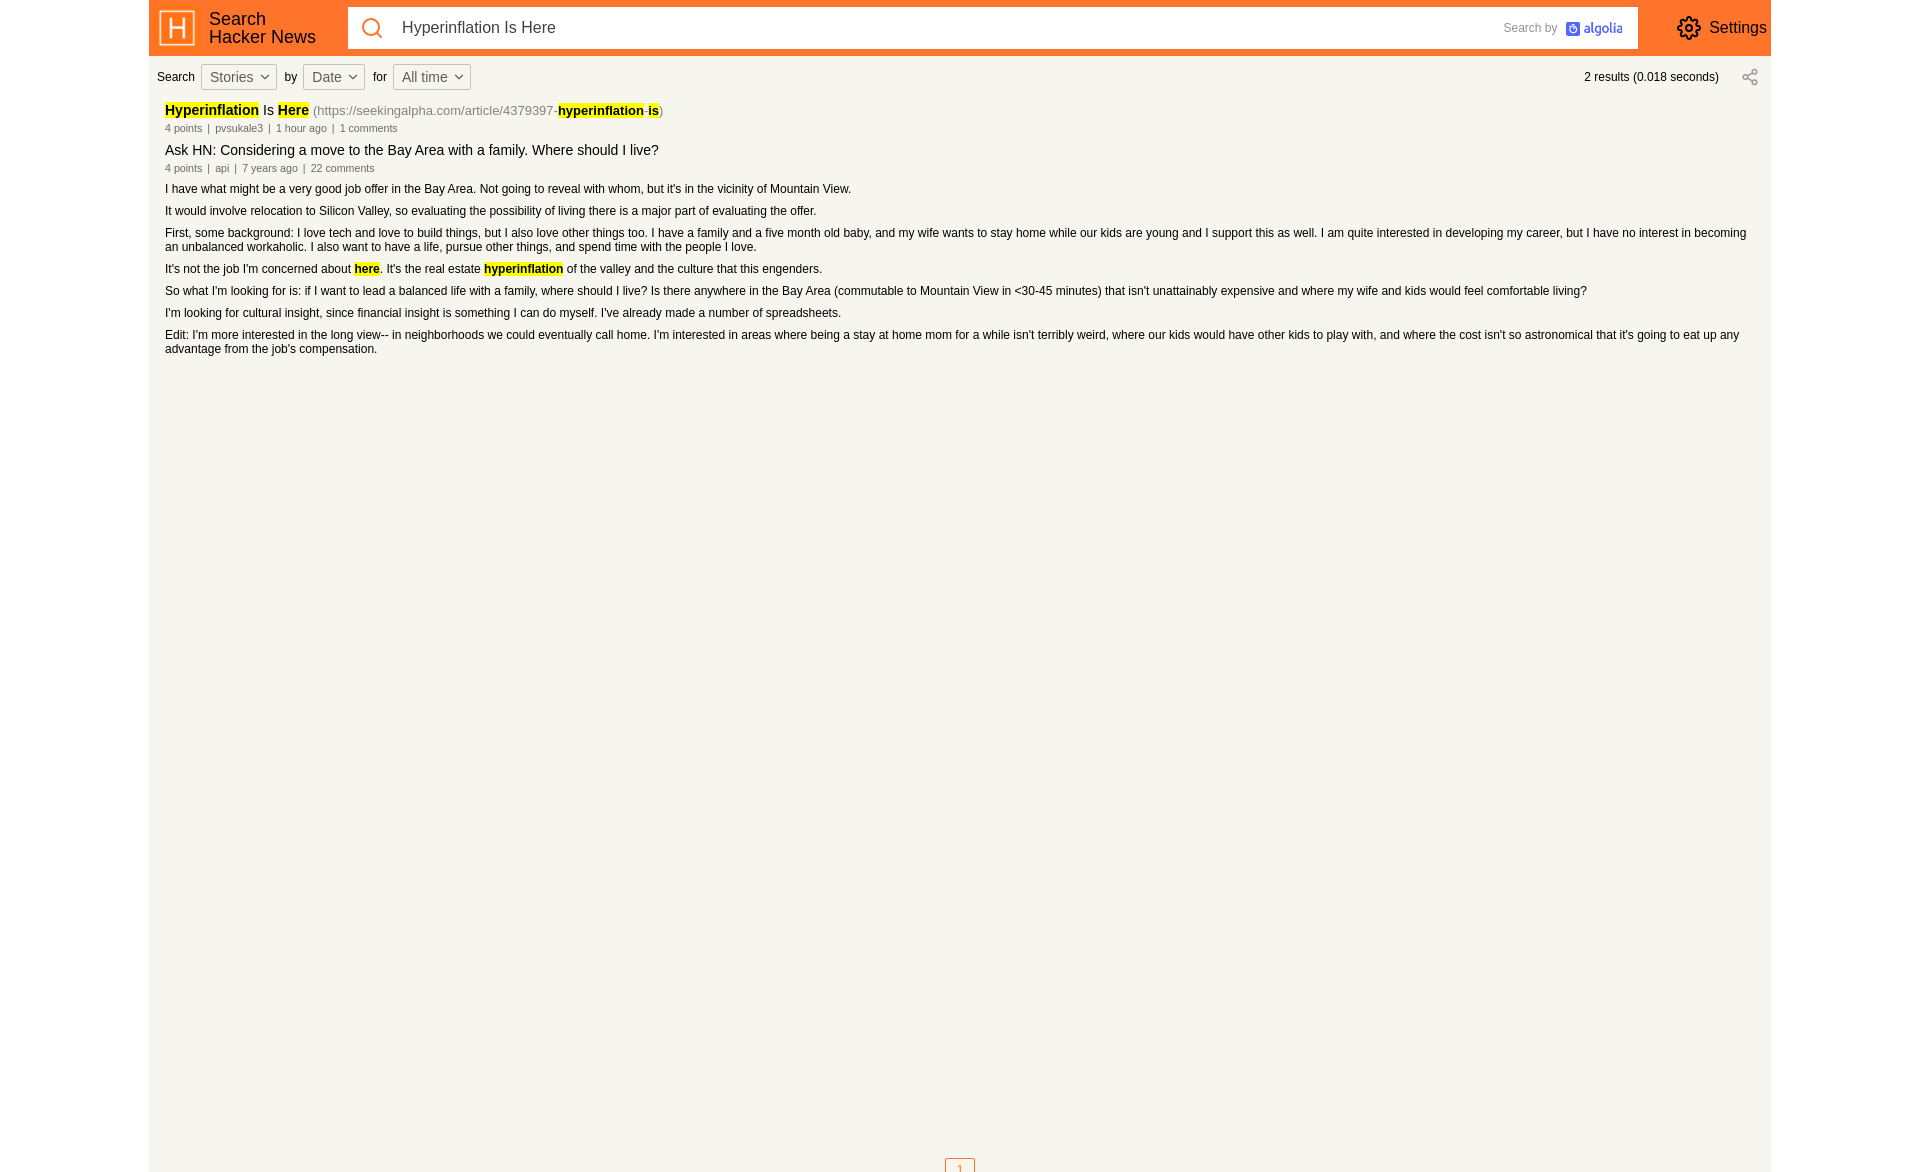 Search
Hacker News
Hyperinflation Is Here
Search by algolia
Settings
Search Stories by Date for All time
2 results (0.018 seconds)
Hyperinflation Is Here (https://seekingalpha.com/article/4379397-hyperinflation-is)
4 points | pvsukale3 | 1 hour ago | 1 comments
Ask HN: Considering a move to the Bay Area with a family. Where should I live?
4 points | api | 7 years ago | 22 comments
I have what might be a very good job offer in the Bay Area. Not going to reveal with whom, but it's in the vicinity of Mountain View.
It would involve relocation to Silicon Valley, so evaluating the possibility of living there is a major part of evaluating the offer.
First, some background: I love tech and love to build things, but I also love other things too. I have a family and a five month old baby, and my wife wants to stay home while our kids are young and I support this as well. I am quite interested in developing my career, but I have no interest in becoming
an unbalanced workaholic. I also want to have a life, pursue other things, and spend time with the people I love.
It's not the job I'm concerned about here. It's the real estate hyperinflation of the valley and the culture that this engenders.
So what I'm looking for is: if I want to lead a balanced life with a family, where should I live? Is there anywhere in the Bay Area (commutable to Mountain View in <30-45 minutes) that isn't unattainably expensive and where my wife and kids would feel comfortable living?
I'm looking for cultural insight, since financial insight is something I can do myself. I've already made a number of spreadsheets.
Edit: I'm more interested in the long view-- in neighborhoods we could eventually call home. I'm interested in areas where being a stay at home mom for a while isn't terribly weird, where our kids would have other kids to play with, and where the cost isn't so astronomical that it's going to eat up any
advantage from the job's compensation.
1